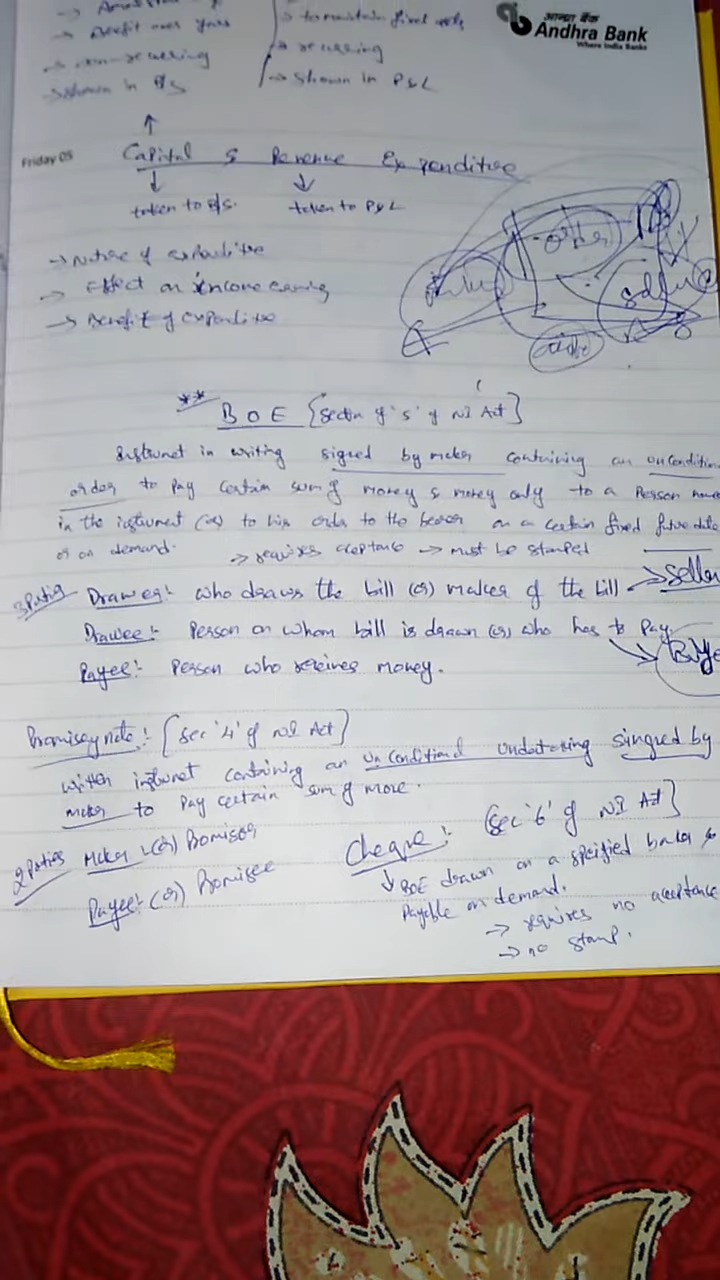 → Benefit over years
→ to maintain fixed
→ non-recurring
→ recurring
→ shown in B/S
→ shown in P&L
आन्ध्रा बैंक
Andhra Bank
Where India Banks
Friday 05
Capital & Revenue Expenditure
taken to B/S.
taken to P&L
→ Nature of expenditure
→ Effect on income earning
→ Benefit of expenditure
order
seller
** BOE [Section of '5' of NI Act]
Instrument in writing signed by maker containing an uncondition
order to pay certain sum of money & money only to a Person name
in the instrument (or) to his order to the bearer on a certain fixed future date
or on demand. → requires acceptance → must be stamped
3 Parties Drawer:- who draws the bill (or) maker of the bill → Seller
Drawee:- Person on whom bill is drawn (or) who has to pay.
Buye
Payee:- Person who receives money.
Promisory note:- [sec '4' of NI Act]
written instrument containing an unconditional undertaking singred by
maker to pay certain sum of money.
2 Parties Maker :- (or) Promisor
Payee:- (or) Promisee
Cheque:- [sec '6' of NI Act]
BOE drawn on a specified banker &
Payable on demand.
→ requires no acceptance
→ no stamp.